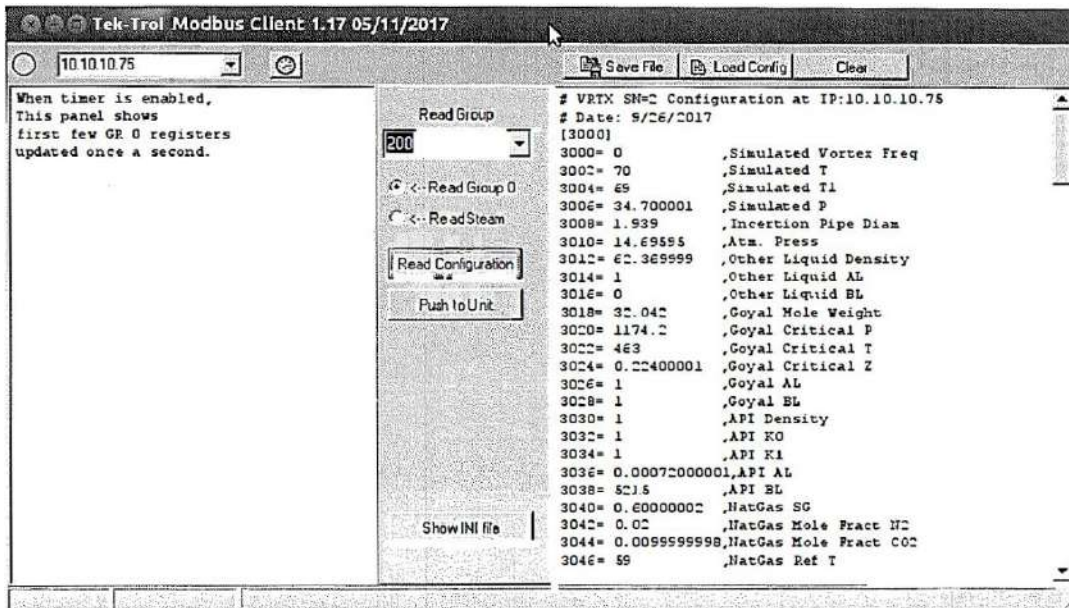 Tek-Trol Modbus Client 1.17 05/11/2017
10.10.10.75
Save File
Load Config
Clear
When timer is enabled,
This panel shows
first few GR 0 registers
updated once a second.
Read Group
200
<--Read Group 0
<--Read Steam
Read Configuration
Push to Unit
Show INI file
# VRTX SN=2 Configuration at IP:10.10.10.75
# Date: 9/26/2017
[3000]
3000= 0 ,Simulated Vortex Freq
3002= 70 ,Simulated T
3004= 69 ,Simulated T1
3006= 34.700001 ,Simulated P
3008= 1.939 ,Incertion Pipe Diam
3010= 14.69595 ,Atm. Press
3012= 62.369999 ,Other Liquid Density
3014= 1 ,Other Liquid AL
3016= 0 ,Other Liquid BL
3018= 32.042 ,Goyal Mole Weight
3020= 1174.2 ,Goyal Critical P
3022= 463 ,Goyal Critical T
3024= 0.22400001 ,Goyal Critical Z
3026= 1 ,Goyal AL
3028= 1 ,Goyal BL
3030= 1 ,API Density
3032= 1 ,API K0
3034= 1 ,API K1
3036= 0.00072000001,API AL
3038= 521.5 ,API BL
3040= 0.60000002 ,NatGas SG
3042= 0.02 ,NatGas Mole Fract N2
3044= 0.0099999998,NatGas Mole Fract CO2
3046= 59 ,NatGas Ref T